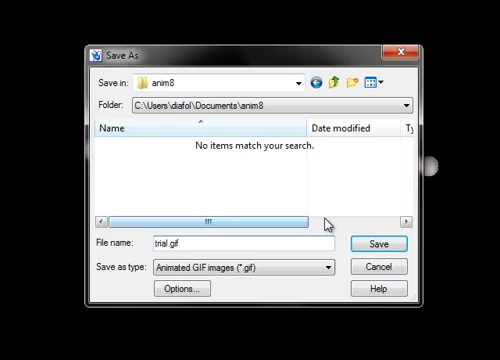 Save As
Save in: anim8
Folder: C:\Users\diafol\Documents\anim8
Name Date modified Ty
No items match your search.
File name: trial.gif Save
Save as type: Animated GIF images (*.gif) Cancel
Options... Help